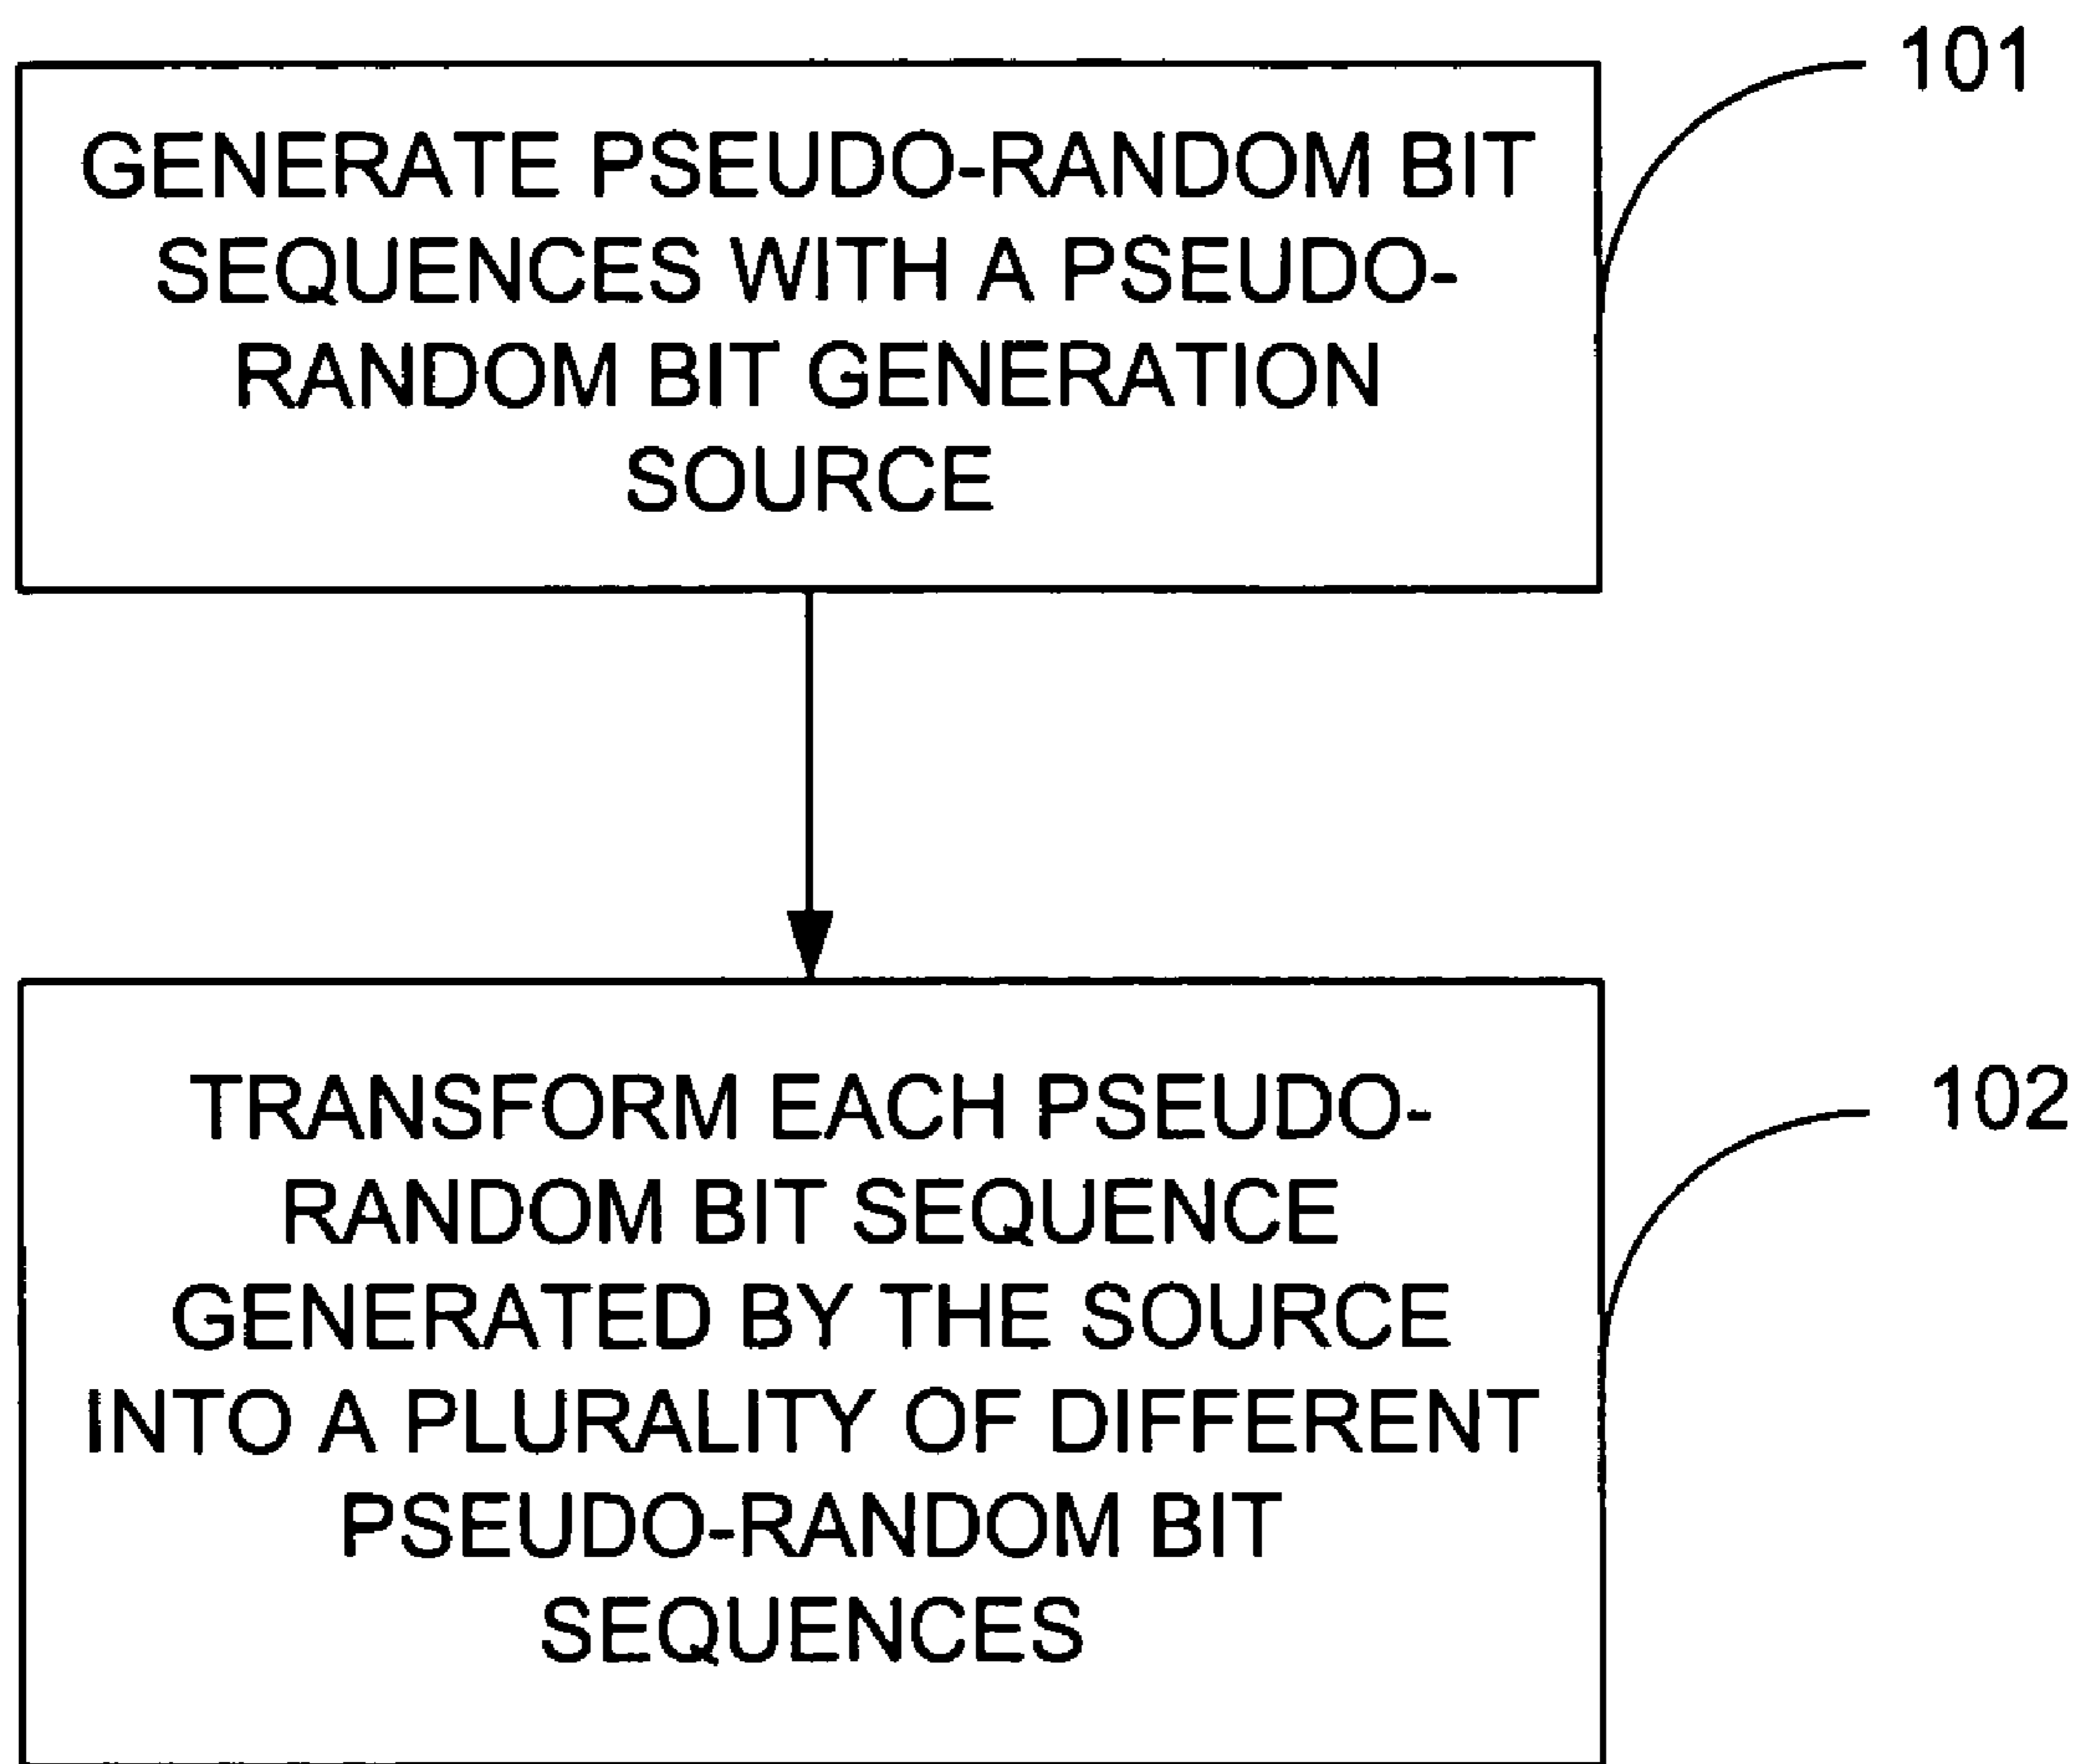 101
GENERATE PSEUDO-RANDOM BIT
SEQUENCES WITH A PSEUDO-
RANDOM BIT GENERATION
SOURCE
102
TRANSFORM EACH PSEUDO-
RANDOM BIT SEQUENCE
GENERATED BY THE SOURCE
INTO A PLURALITY OF DIFFERENT
PSEUDO-RANDOM BIT
SEQUENCES